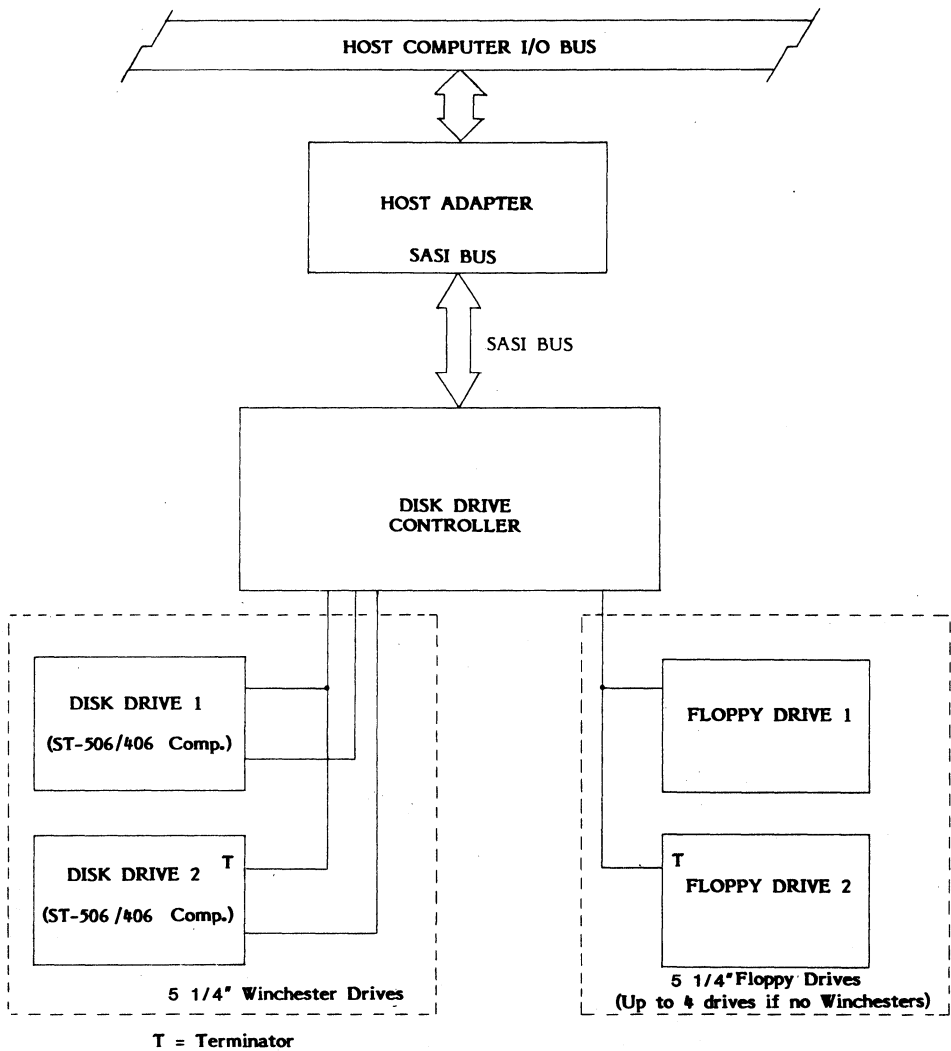 HOST COMPUTER I/O BUS
HOST ADAPTER
SASI BUS
SASI BUS
DISK DRIVE
CONTROLLER
DISK DRIVE 1
(ST-506/406 Comp.)
DISK DRIVE 2
T
(ST-506/406 Comp.)
5 1/4" Winchester Drives
FLOPPY DRIVE 1
T
FLOPPY DRIVE 2
5 1/4" Floppy Drives
(Up to 4 drives if no Winchesters)
T = Terminator